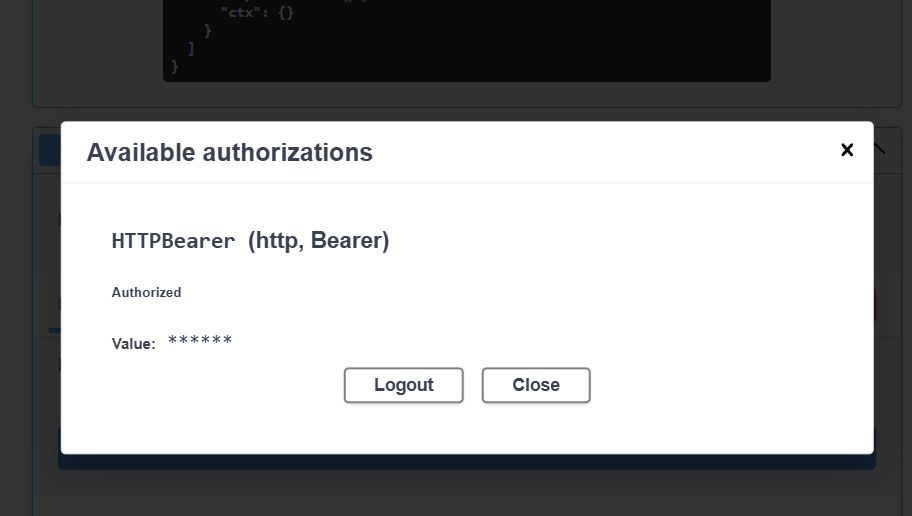 "ctx": {}
}
]
}
Available authorizations
HTTPBearer (http, Bearer)
Authorized
Value: ******
Logout Close